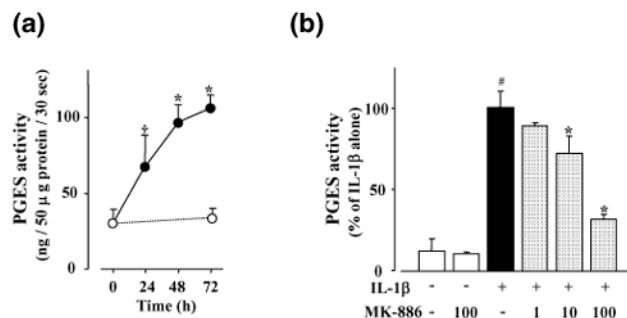 (a)
PGES activity
(ng / 50 μ g protein / 30 sec)
100
50
0
†
*
*
0 24 48 72
Time (h)
(b)
PGES activity
(% of IL-1β alone)
100
50
0
#
*
*
IL-1β - - + + + +
MK-886 - 100 - 1 10 100